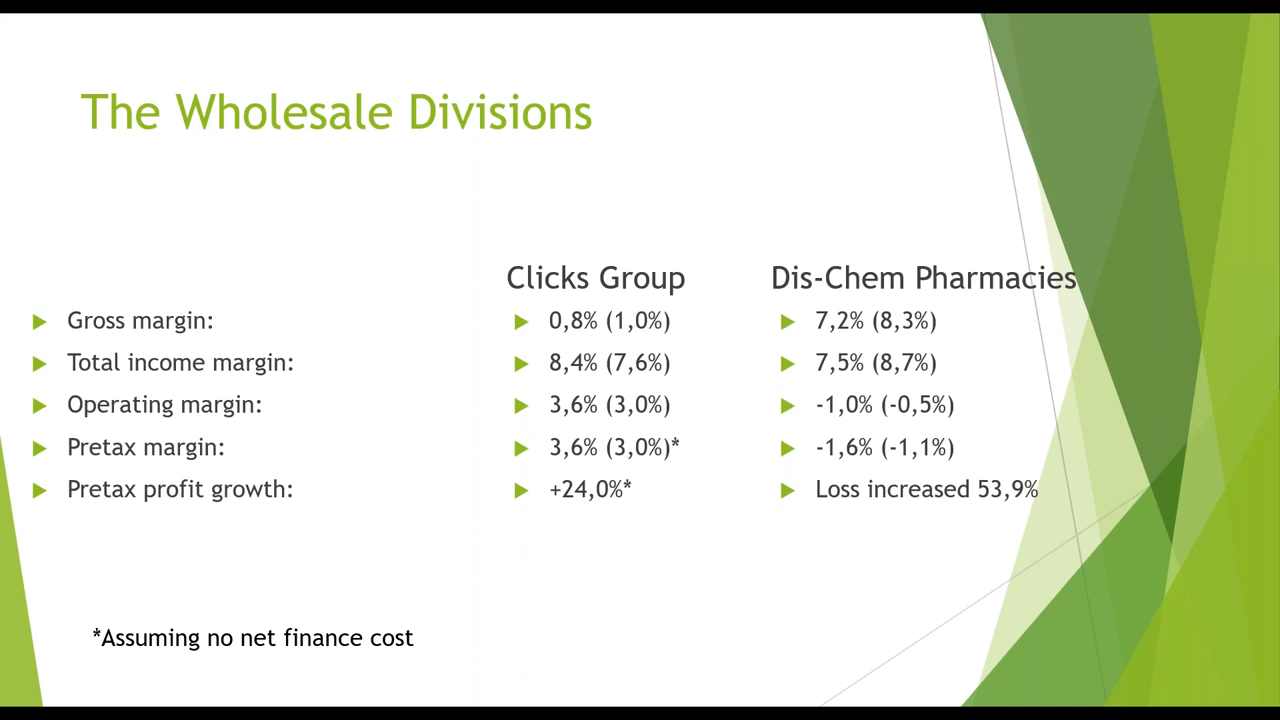 The Wholesale Divisions
Clicks Group Dis-Chem Pharmacies
Gross margin: 0,8% (1,0%) 7,2% (8,3%)
Total income margin: 8,4% (7,6%) 7,5% (8,7%)
Operating margin: 3,6% (3,0%) -1,0% (-0,5%)
Pretax margin: 3,6% (3,0%)* -1,6% (-1,1%)
Pretax profit growth: +24,0%* Loss increased 53,9%
*Assuming no net finance cost